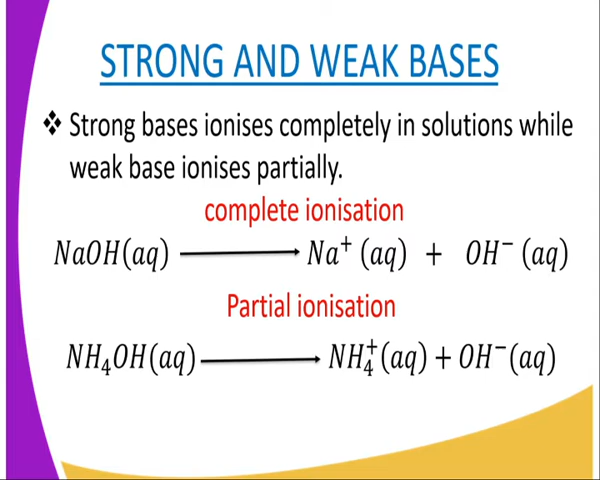 STRONG AND WEAK BASES
❖ Strong bases ionises completely in solutions while
weak base ionises partially.
complete ionisation
NaOH(aq) ⟶ Na⁺ (aq) + OH⁻ (aq)
Partial ionisation
NH₄OH(aq) ⟶ NH₄⁺(aq) + OH⁻(aq)